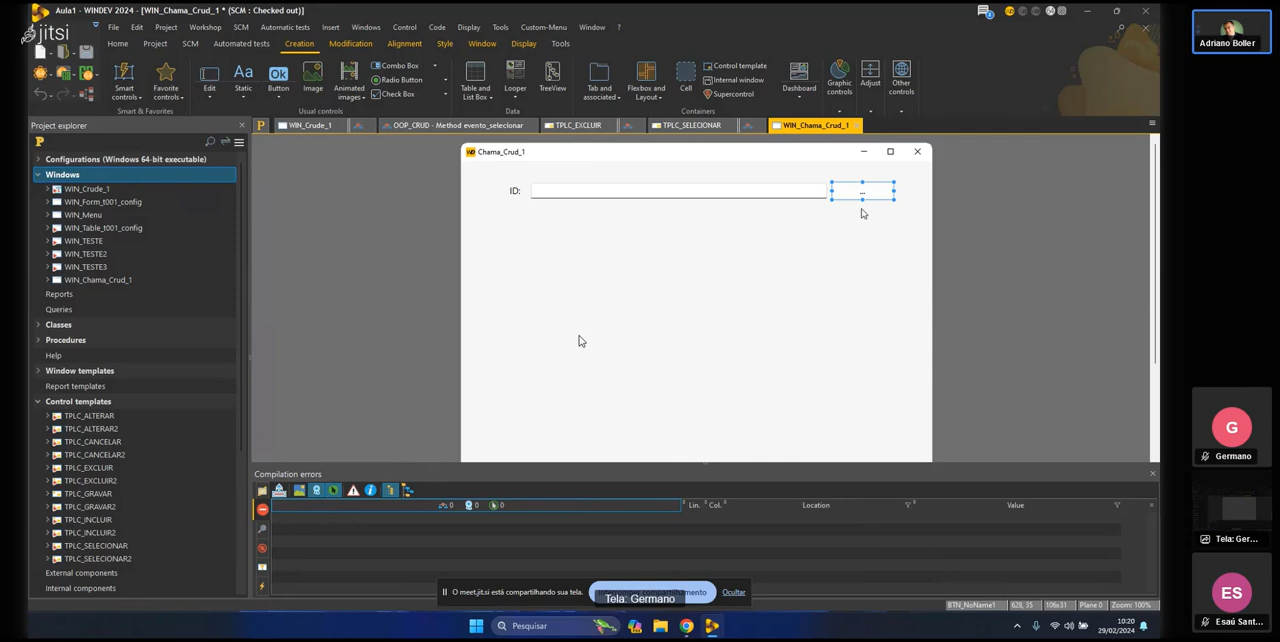 Aula1 - WINDEV 2024 - [WIN_Chama_Crud_1 * (SCM : Checked out)]
jitsi
File Edit Project Workshop SCM Automatic tests Insert Windows Control Code Display Tools Custom-Menu Window ?
Home Project SCM Automated tests Creation Modification Alignment Style Window Display Tools
Smart controls
Favorite controls
Edit
Static
Ok
Button
Image
Animated images
Combo Box
Radio Button
Check Box
Table and List Box
Looper
TreeView
Tab and associated
Flexbox and Layout
Cell
Control template
Internal window
Supercontrol
Dashboard
Graphic controls
Adjust
Other controls
Smart & Favorites
Usual controls
Data
Containers
Project explorer
WIN_Crude_1
OOP_CRUD - Method evento_selecionar
TPLC_EXCLUIR
TPLC_SELECIONAR
WIN_Chama_Crud_1
Configurations (Windows 64-bit executable)
Windows
WIN_Crude_1
WIN_Form_t001_config
WIN_Menu
WIN_Table_t001_config
WIN_TESTE
WIN_TESTE2
WIN_TESTE3
WIN_Chama_Crud_1
Reports
Queries
Classes
Procedures
Help
Window templates
Report templates
Control templates
TPLC_ALTERAR
TPLC_ALTERAR2
TPLC_CANCELAR
TPLC_CANCELAR2
TPLC_EXCLUIR
TPLC_EXCLUIR2
TPLC_GRAVAR
TPLC_GRAVAR2
TPLC_INCLUIR
TPLC_INCLUIR2
TPLC_SELECIONAR
TPLC_SELECIONAR2
External components
Internal components
Chama_Crud_1
ID:
...
Compilation errors
0 0 0 Lin. Col. Location Value
O meet.jit.si está compartilhando sua tela.
compartilhamento
Ocultar
Tela: Germano
BTN_NoName1 628, 35 106x31 Plane 0 Zoom: 100%
Pesquisar
10:20
29/02/2024
Adriano Boller
G
Germano
Tela: Ger...
ES
Esaú Santos ...